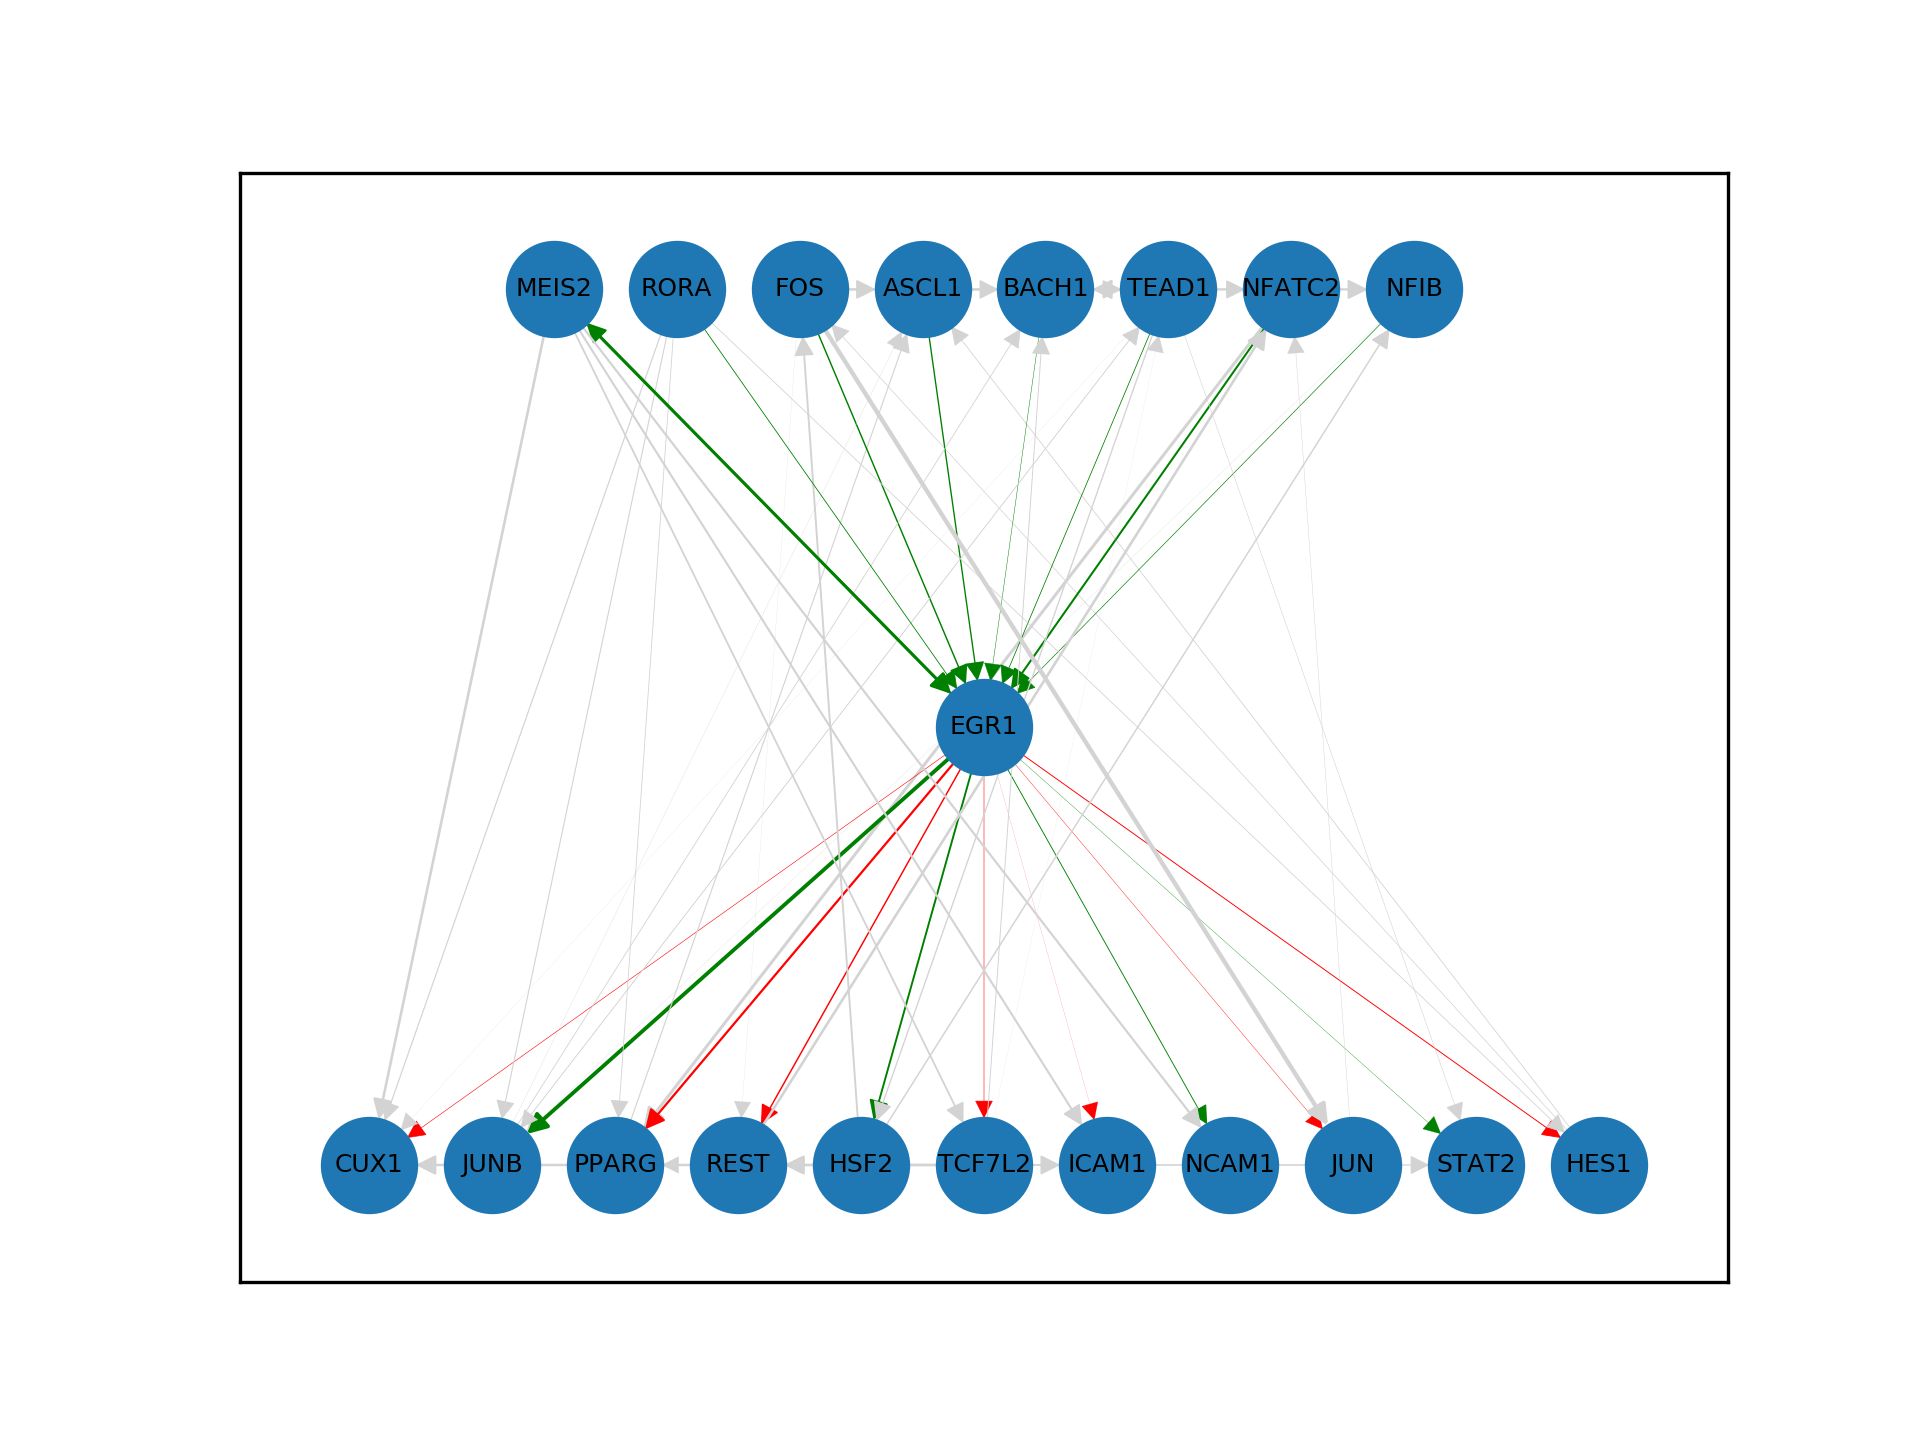 MEIS2 RORA FOS ASCL1 BACH1 TEAD1 NFATC2 NFIB
EGR1
CUX1 JUNB PPARG REST HSF2 TCF7L2 ICAM1 NCAM1 JUN STAT2 HES1